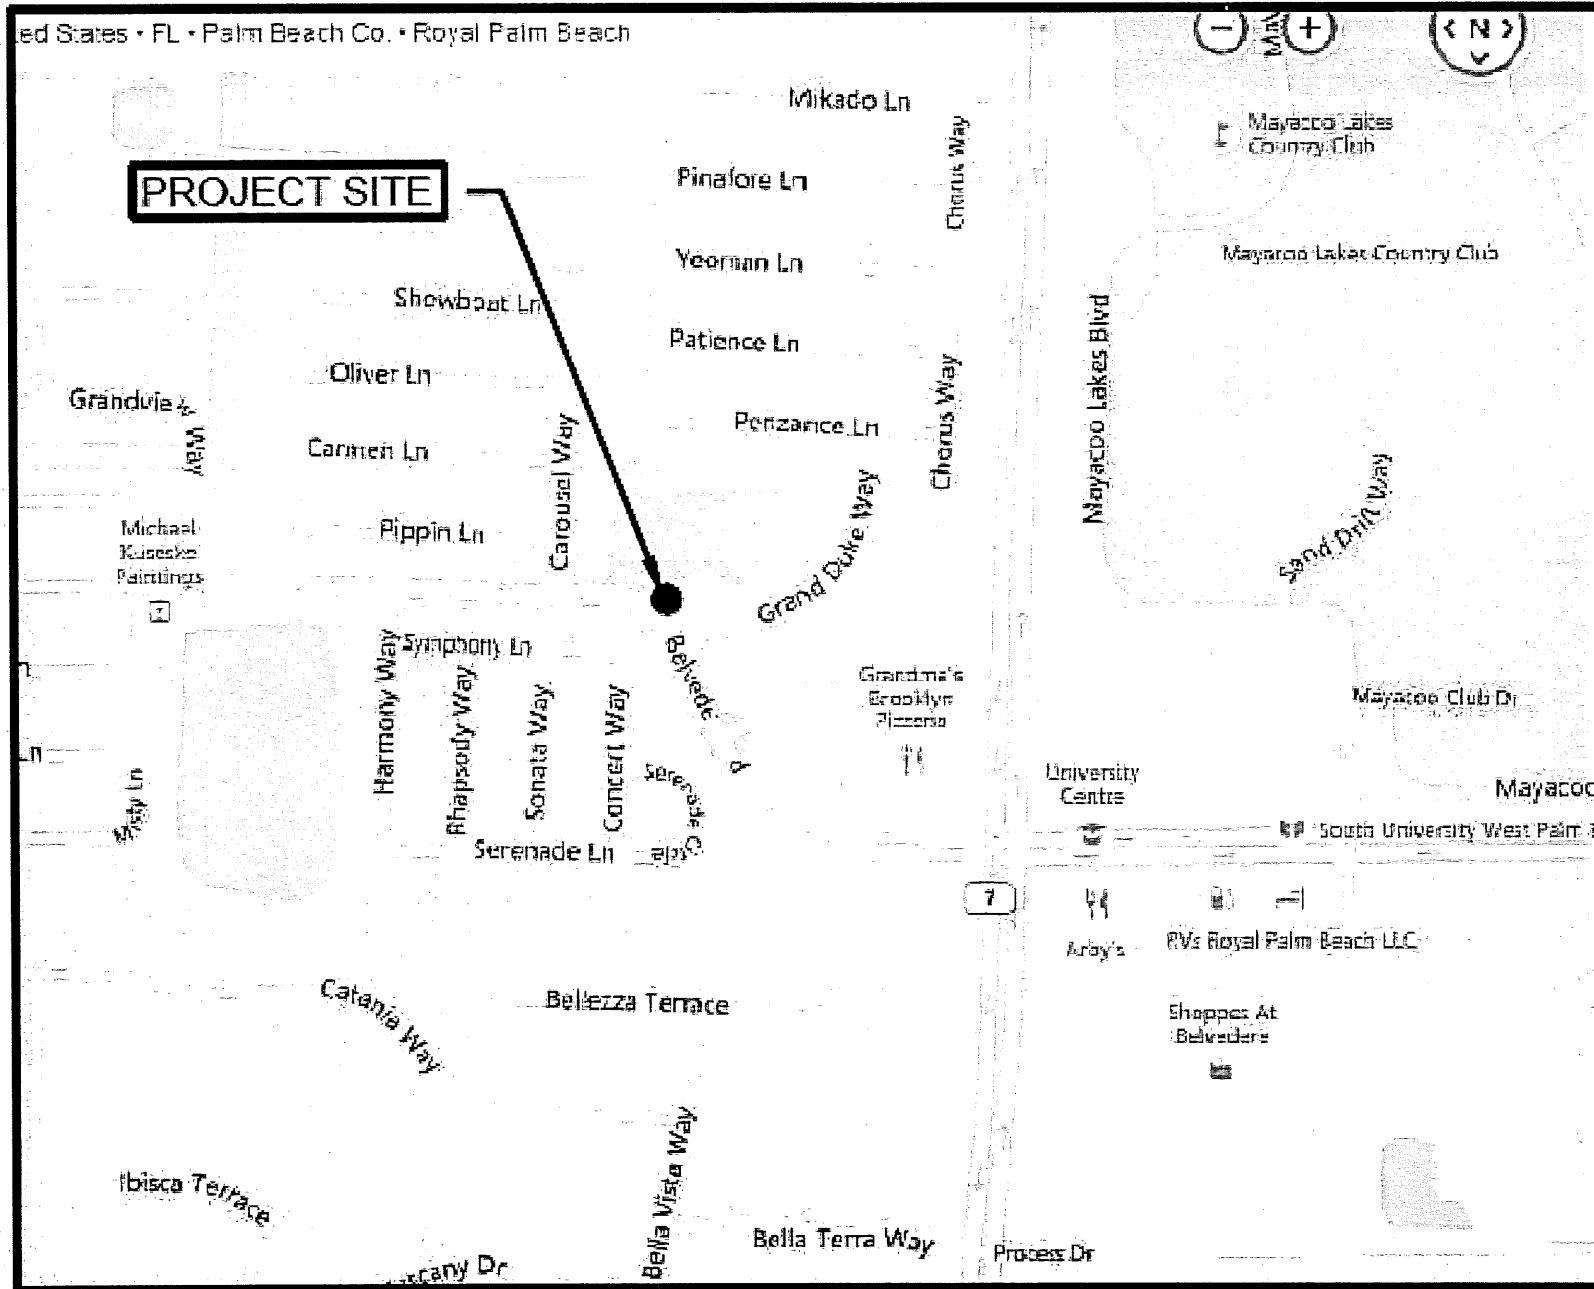 ed States • FL • Palm Beach Co. • Royal Palm Beach
− +
< N >
Mikado Ln
Chorus Way
Mayacoo Lakes
Country Club
PROJECT SITE
Pinafore Ln
Mayacoo Lakes Country Club
Yeoman Ln
Showboat Ln
Mayacoo Lakes Blvd
Patience Ln
Oliver Ln
Grandvie
Way
Chorus Way
Penzance Ln
Carmen Ln
Carousel Way
Sand Drift Way
Grand Duke Way
Pippin Ln
Michael
Kuseske
Paintings
Symphony Ln
Harmony Way
Rhapsody Way
Sonata Way
Concert Way
Belvede
d
Grandma's
Brooklyn
Pizzeria
Mayacoo Club Dr
n
Ln
Misty Ln
University
Centre
Mayacoo
South University West Palm
Serenade C
Serenade Ln
7
Arby's
RVs Royal Palm Beach LLC
Catania Way
Bellezza Terrace
Shoppes At
Belvedere
Ibisca Terrace
Bella Vista Way
Bella Terra Way
Process Dr
scany Dr